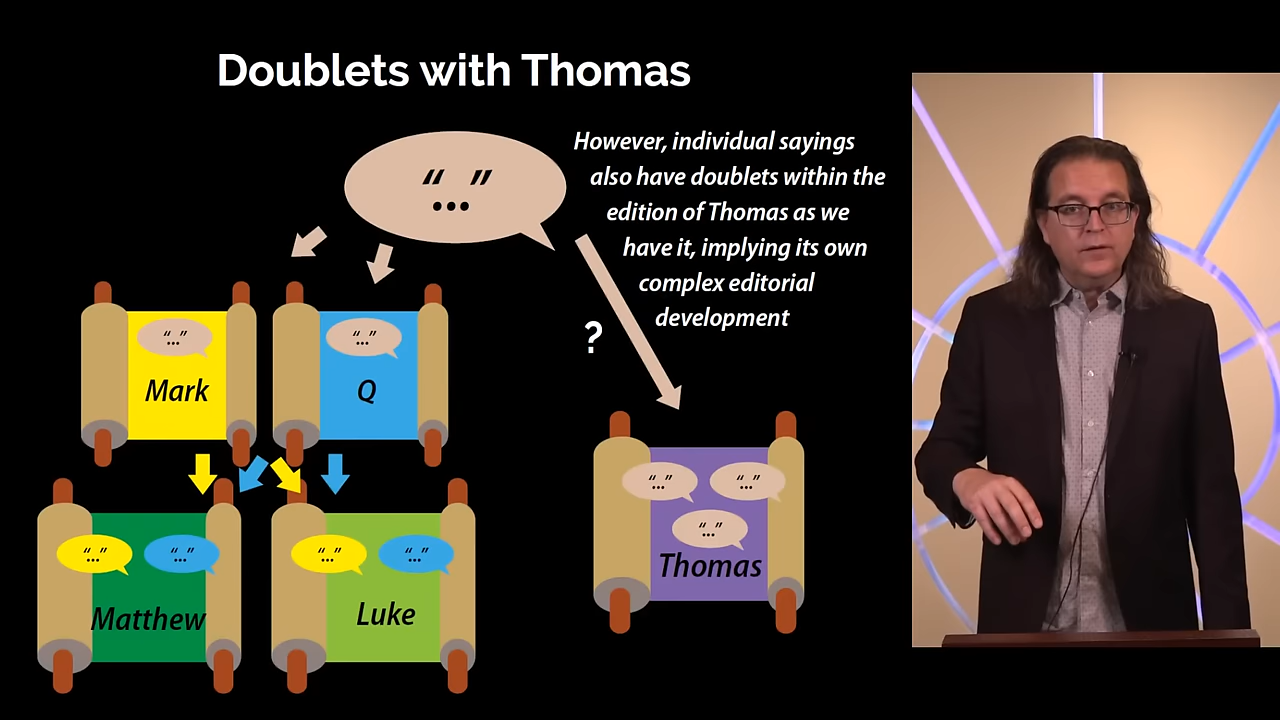 Doublets with Thomas
“ ”
...
However, individual sayings
also have doublets within the
edition of Thomas as we
have it, implying its own
complex editorial
development
?
“ ”
...
Mark
“ ”
...
Q
“ ”
...
“ ”
...
“ ”
...
Thomas
“ ”
...
“ ”
...
Matthew
“ ”
...
“ ”
...
Luke